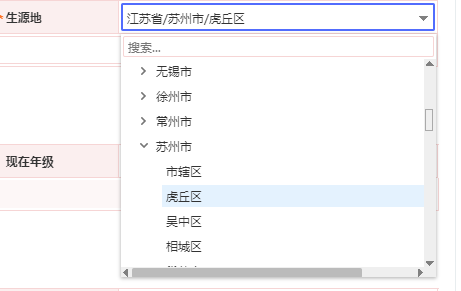 *生源地
江苏省/苏州市/虎丘区
搜索...
无锡市
徐州市
常州市
苏州市
市辖区
现在年级
虎丘区
吴中区
相城区